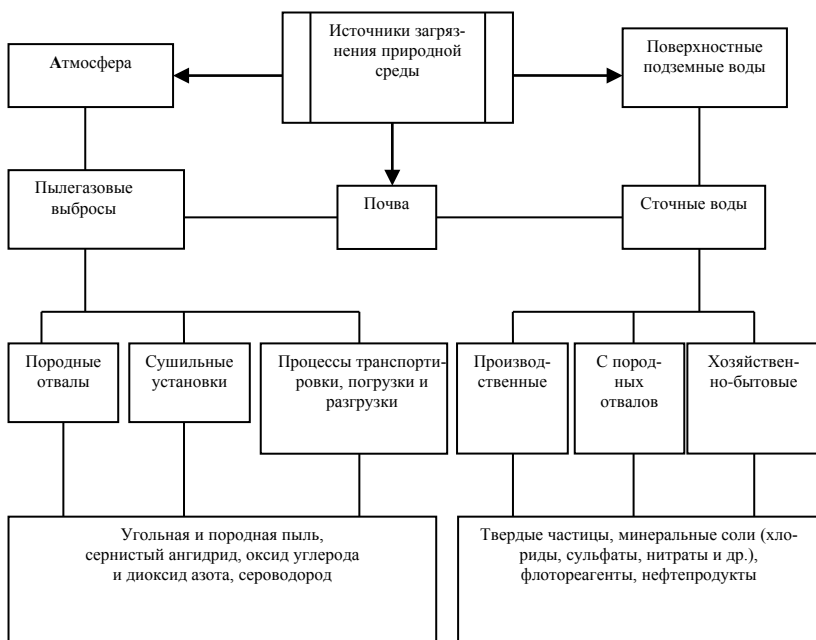 Источники загряз-
нения природной
среды
Атмосфера
Поверхностные
подземные воды
Пылегазовые
выбросы
Почва
Сточные воды
Породные
отвалы
Сушильные
установки
Процессы транспорти-
ровки, погрузки и
разгрузки
Производ-
ственные
С пород-
ных
отвалов
Хозяйствен-
но-бытовые
Угольная и породная пыль,
сернистый ангидрид, оксид углерода
и диоксид азота, сероводород
Твердые частицы, минеральные соли (хло-
риды, сульфаты, нитраты и др.),
флотореагенты, нефтепродукты